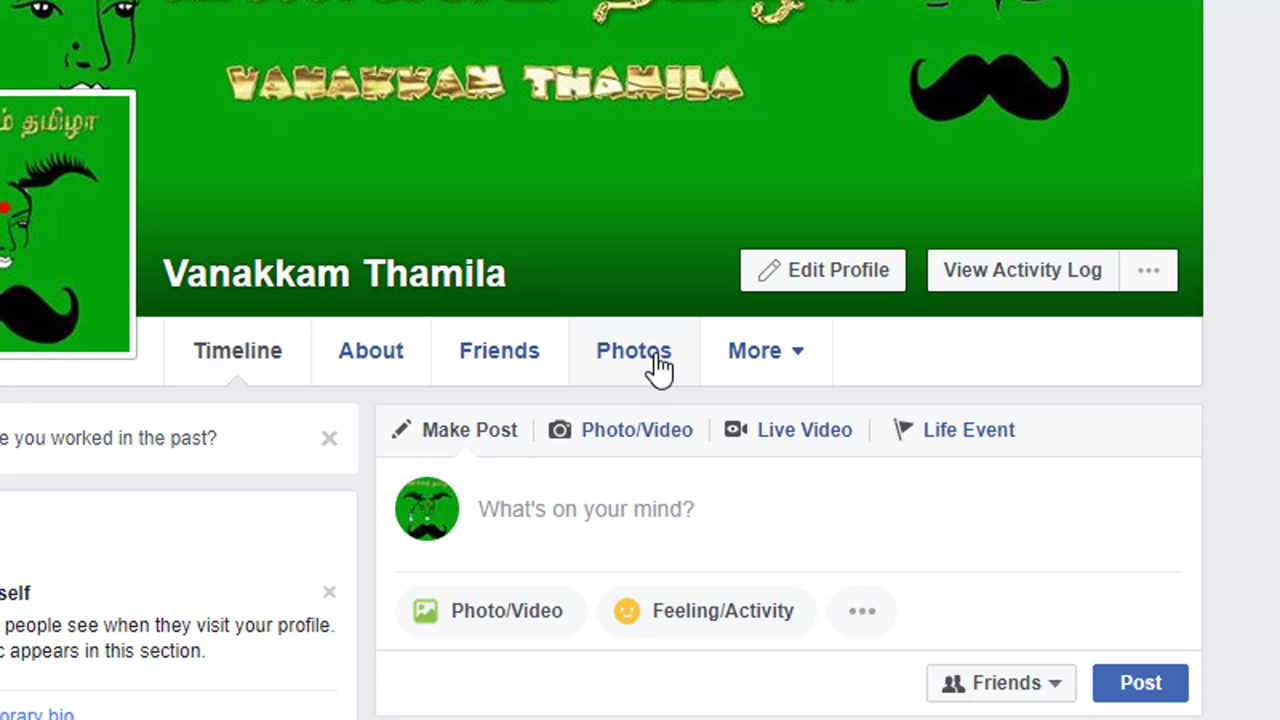 VANAKKAM THAMILA
தமிழா
Vanakkam Thamila
Edit Profile
View Activity Log
Timeline
About
Friends
Photos
More
e you worked in the past?
Make Post
Photo/Video
Live Video
Life Event
What's on your mind?
self
people see when they visit your profile.
c appears in this section.
orary bio
Photo/Video
Feeling/Activity
Friends
Post